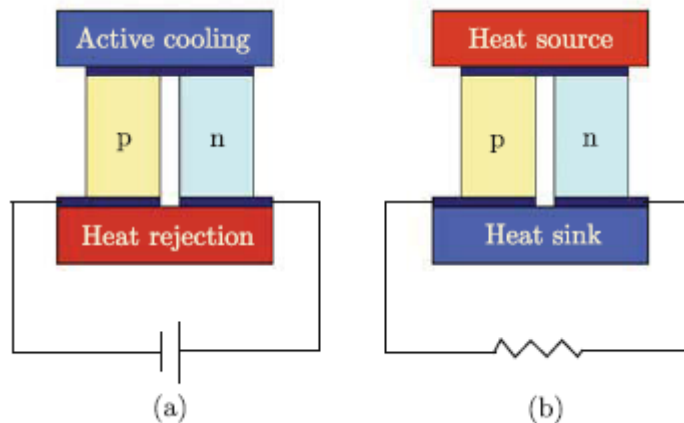 Active cooling
Heat source
p
n
p
n
Heat rejection
Heat sink
(a)
(b)